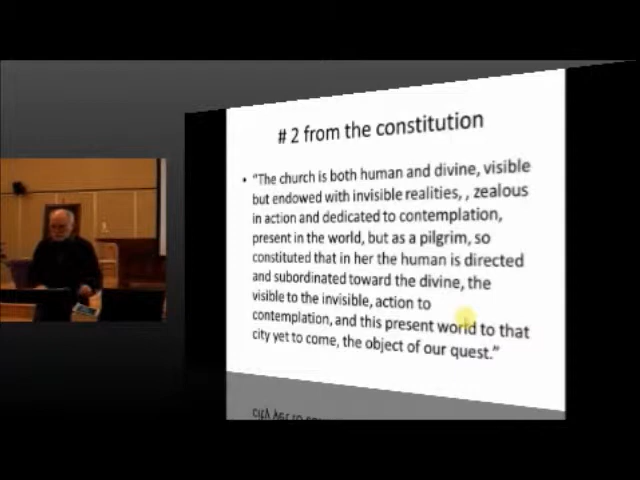 # 2 from the constitution
• “The church is both human and divine, visible
but endowed with invisible realities, , zealous
in action and dedicated to contemplation,
present in the world, but as a pilgrim, so
constituted that in her the human is directed
and subordinated toward the divine, the
visible to the invisible, action to
contemplation, and this present world to that
city yet to come, the object of our quest.”